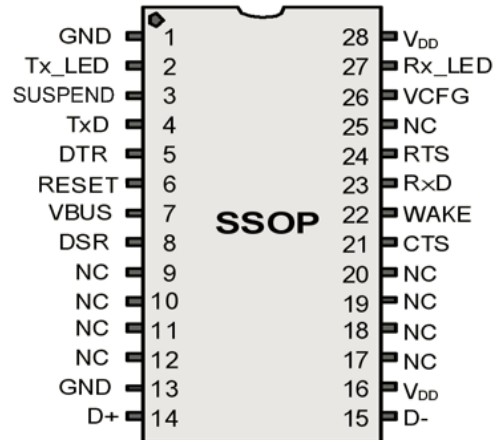 GND 1 28 VDD
Tx_LED 2 27 Rx_LED
SUSPEND 3 26 VCFG
TxD 4 25 NC
DTR 5 24 RTS
RESET 6 23 RxD
VBUS 7 SSOP 22 WAKE
DSR 8 21 CTS
NC 9 20 NC
NC 10 19 NC
NC 11 18 NC
NC 12 17 NC
GND 13 16 VDD
D+ 14 15 D-